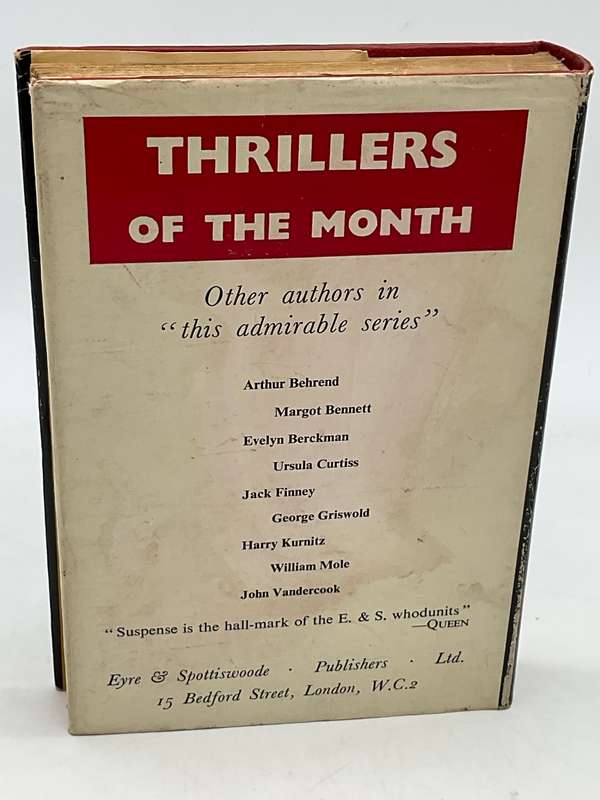 THRILLERS
OF THE MONTH
Other authors in
"this admirable series"
Arthur Behrend
Margot Bennett
Evelyn Berckman
Ursula Curtiss
Jack Finney
George Griswold
Harry Kurnitz
William Mole
John Vandercook
"Suspense is the hall-mark of the E. & S. whodunits"
—QUEEN
Eyre & Spottiswoode · Publishers · Ltd.
15 Bedford Street, London, W.C.2